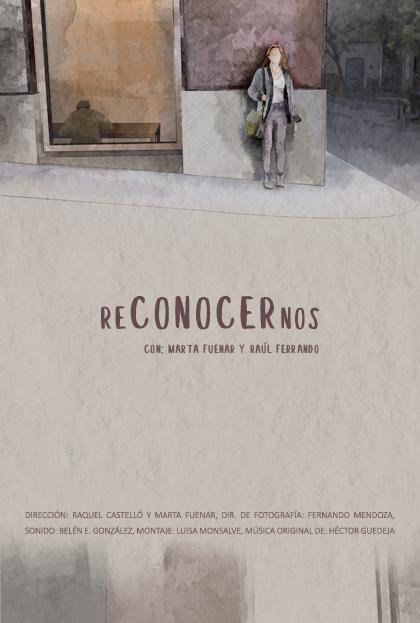 REConocerNOS
CON: MARTA FUENAR Y RAÚL FERRANDO
DIRECCIÓN: RAQUEL CASTELLÓ Y MARTA FUENAR, DIR. DE FOTOGRAFÍA: FERNANDO MENDOZA,
SONIDO: BELÉN E. GONZÁLEZ, MONTAJE: LUISA MONSALVE, MÚSICA ORIGINAL DE: HÉCTOR GUEDEJA